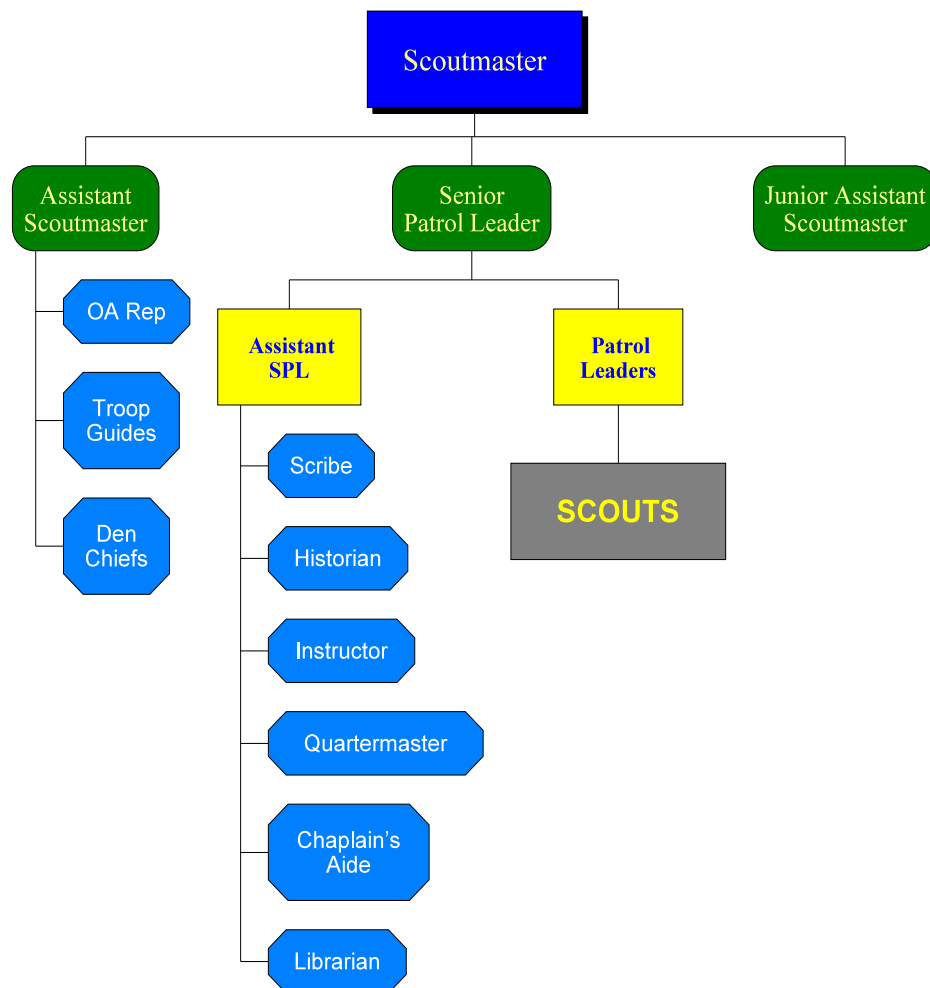 Scoutmaster
Assistant
Scoutmaster
Senior
Patrol Leader
Junior Assistant
Scoutmaster
OA Rep
Troop
Guides
Den
Chiefs
Assistant
SPL
Patrol
Leaders
Scribe
Historian
Instructor
Quartermaster
Chaplain's
Aide
Librarian
SCOUTS